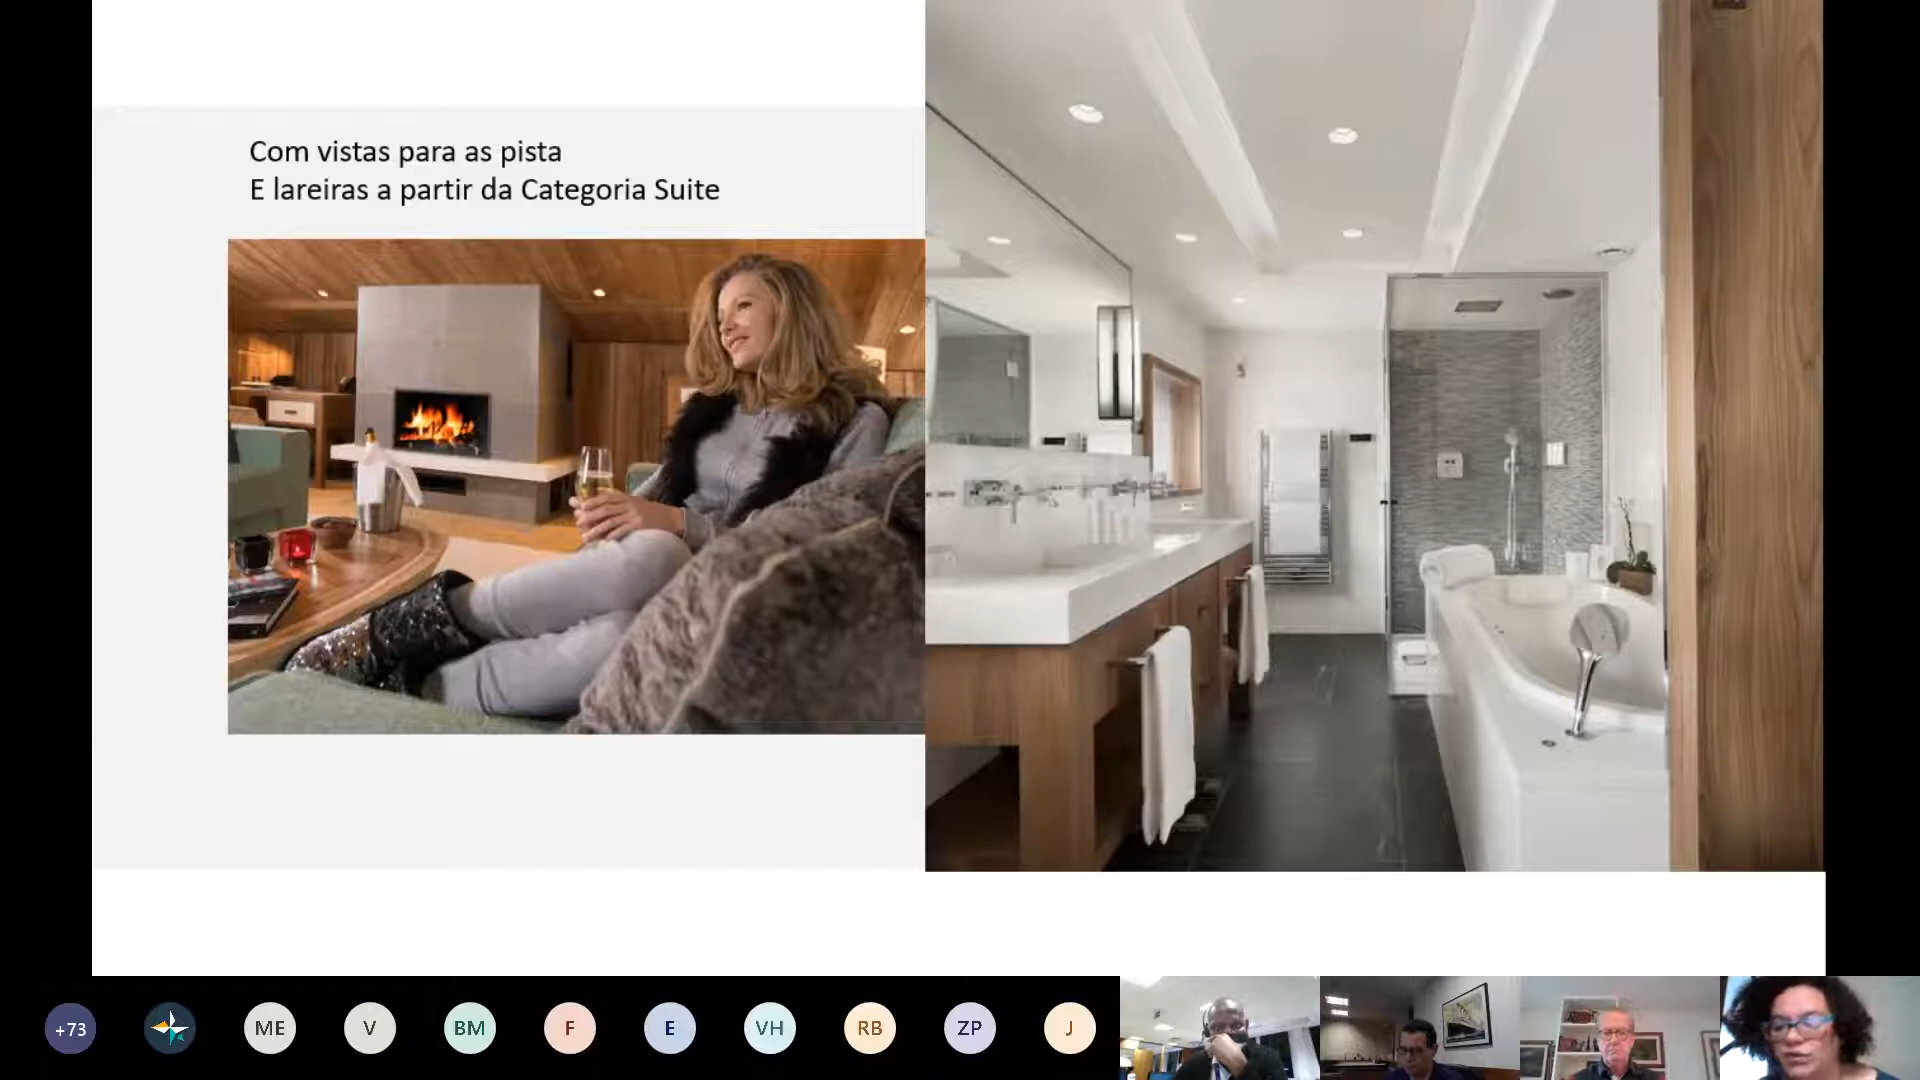 Com vistas para as pista
E lareiras a partir da Categoria Suite
+73
ME
V
BM
F
E
VH
RB
ZP
J